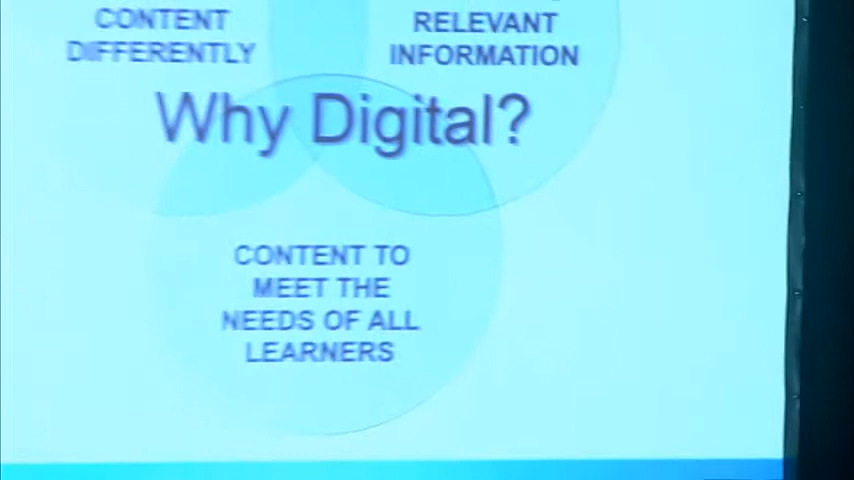 CONTENT
DIFFERENTLY
RELEVANT
INFORMATION
Why Digital?
CONTENT TO
MEET THE
NEEDS OF ALL
LEARNERS